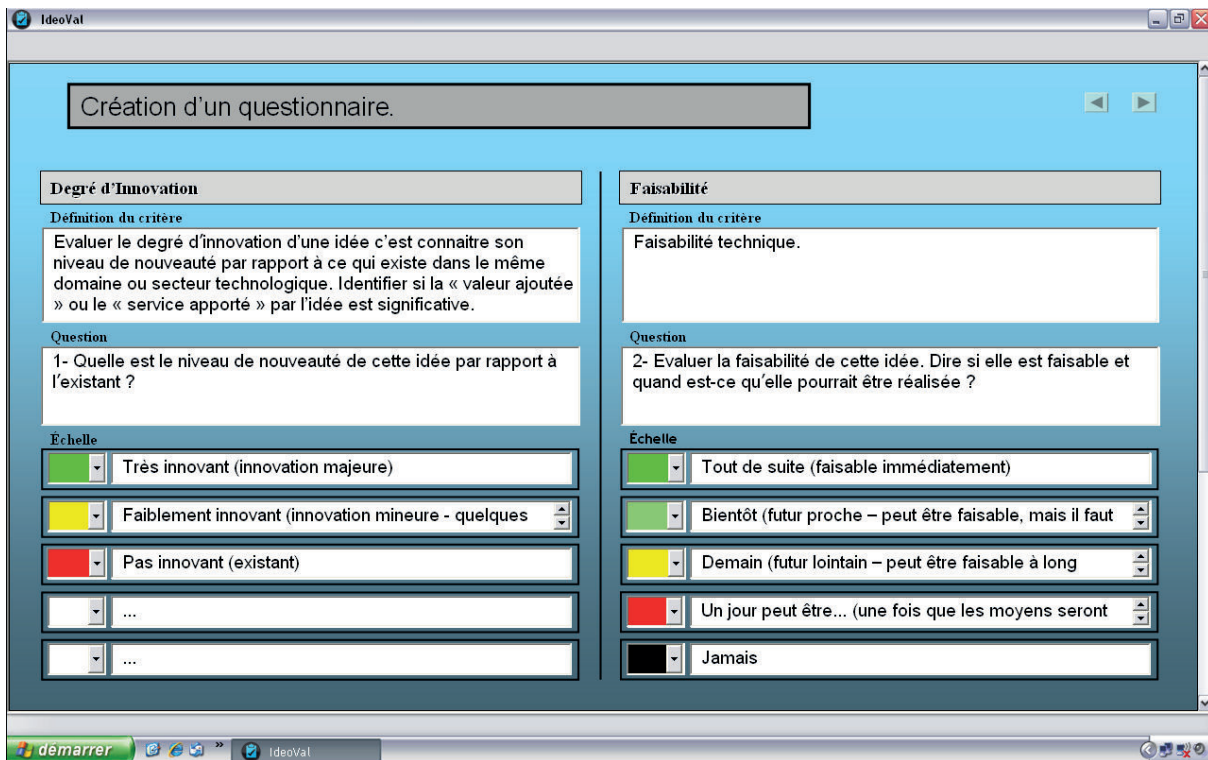 IdeoVal
Création d'un questionnaire.
Degré d'Innovation
Définition du critère
Evaluer le degré d'innovation d'une idée c'est connaitre son
niveau de nouveauté par rapport à ce qui existe dans le même
domaine ou secteur technologique. Identifier si la « valeur ajoutée
» ou le « service apporté » par l'idée est significative.
Question
1- Quelle est le niveau de nouveauté de cette idée par rapport à
l'existant ?
Échelle
Très innovant (innovation majeure)
Faiblement innovant (innovation mineure - quelques
Pas innovant (existant)
...
...
Faisabilité
Définition du critère
Faisabilité technique.
Question
2- Evaluer la faisabilité de cette idée. Dire si elle est faisable et
quand est-ce qu'elle pourrait être réalisée ?
Échelle
Tout de suite (faisable immédiatement)
Bientôt (futur proche – peut être faisable, mais il faut
Demain (futur lointain – peut être faisable à long
Un jour peut être... (une fois que les moyens seront
Jamais
démarrer
»
IdeoVal